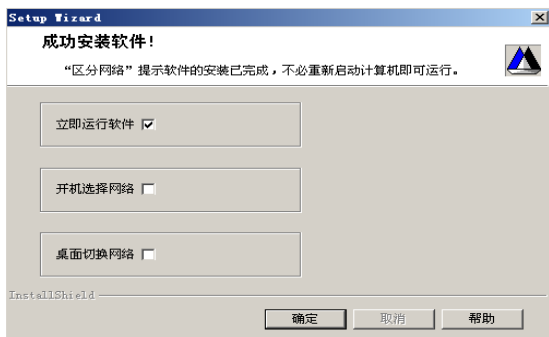 Setup Wizard
成功安装软件!
“区分网络”提示软件的安装已完成,不必重新启动计算机即可运行。
立即运行软件
开机选择网络
桌面切换网络
InstallShield
确定 取消 帮助